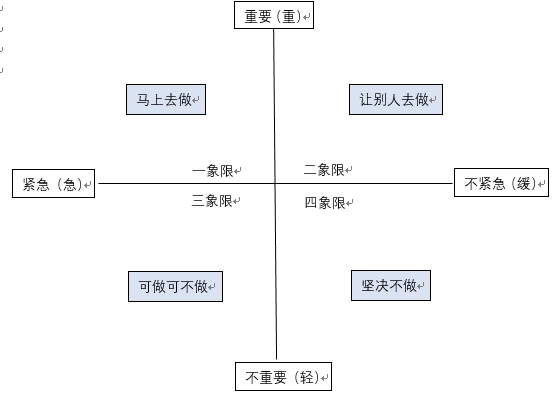 重要（重）
马上去做
让别人去做
一象限
二象限
紧急（急）
不紧急（缓）
三象限
四象限
可做可不做
坚决不做
不重要（轻）